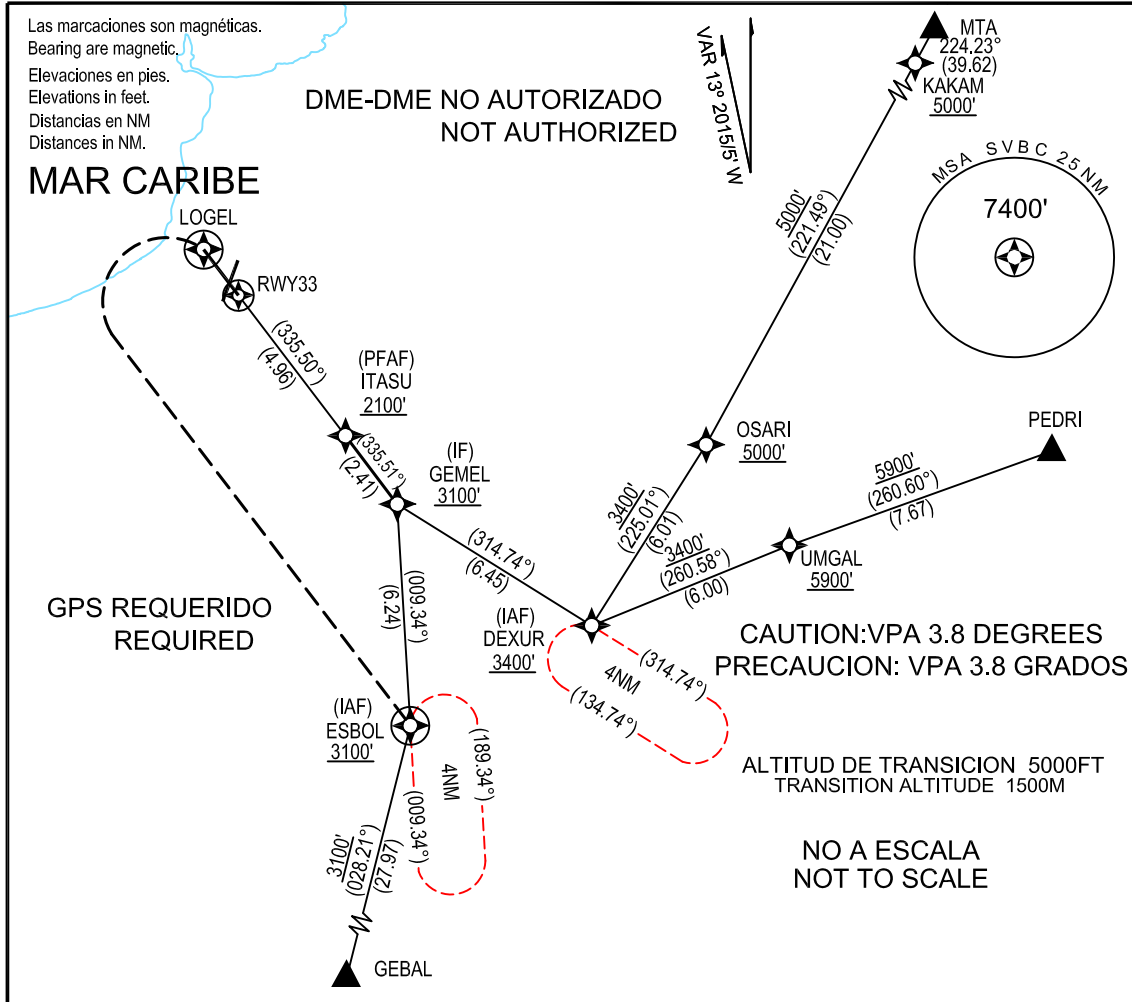 Las marcaciones son magnéticas.
Bearing are magnetic.
Elevaciones en pies.
Elevations in feet.
Distancias en NM
Distances in NM.
MAR CARIBE
DME-DME NO AUTORIZADO
NOT AUTHORIZED
VAR 13° 2015/5' W
MTA
224.23°
(39.62)
KAKAM
5000'
MSA SVBC 25NM
7400'
LOGEL
RWY33
(335.50°)
(4.96)
(PFAF)
ITASU
2100'
(335.51°)
(2.41)
(IF)
GEMEL
3100'
5000'
(221.49°)
(21.00)
OSARI
5000'
PEDRI
5900'
(260.60°)
(7.67)
UMGAL
5900'
3400'
(225.01°)
(6.01)
3400'
(260.58°)
(6.00)
(314.74°)
(6.45)
(009.34°)
(6.24)
GPS REQUERIDO
REQUIRED
(IAF)
DEXUR
3400'
(314.74°)
4NM
(134.74°)
CAUTION:VPA 3.8 DEGREES
PRECAUCION: VPA 3.8 GRADOS
(IAF)
ESBOL
3100'
(189.34°)
4NM
(009.34°)
ALTITUD DE TRANSICION 5000FT
TRANSITION ALTITUDE 1500M
3100'
(028.21°)
(27.97)
NO A ESCALA
NOT TO SCALE
GEBAL